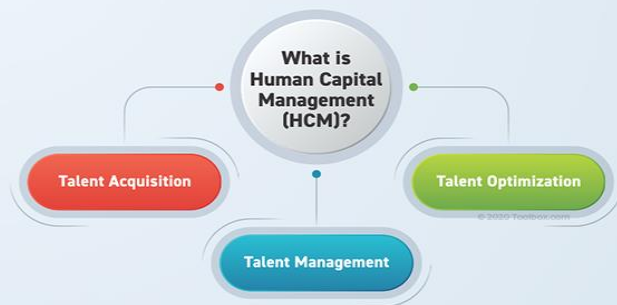 What is
Human Capital
Management
(HCM)?
Talent Acquisition
Talent Optimization
© 2020 Toolbox.com
Talent Management